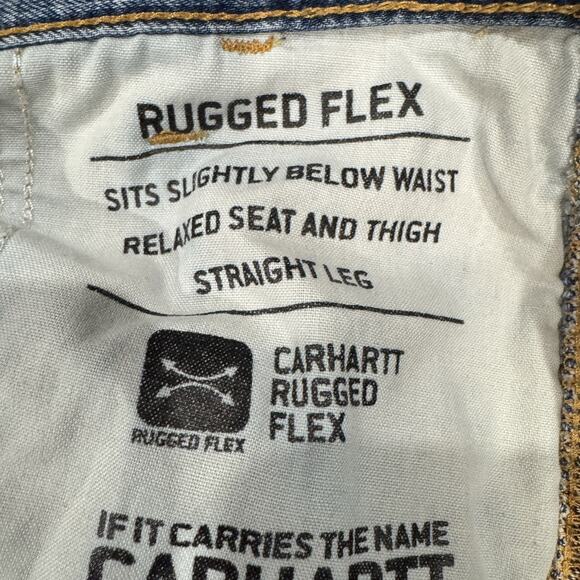 RUGGED FLEX
SITS SLIGHTLY BELOW WAIST
RELAXED SEAT AND THIGH
STRAIGHT LEG
CARHARTT
RUGGED
FLEX
RUGGED FLEX
IF IT CARRIES THE NAME
CARHARTT